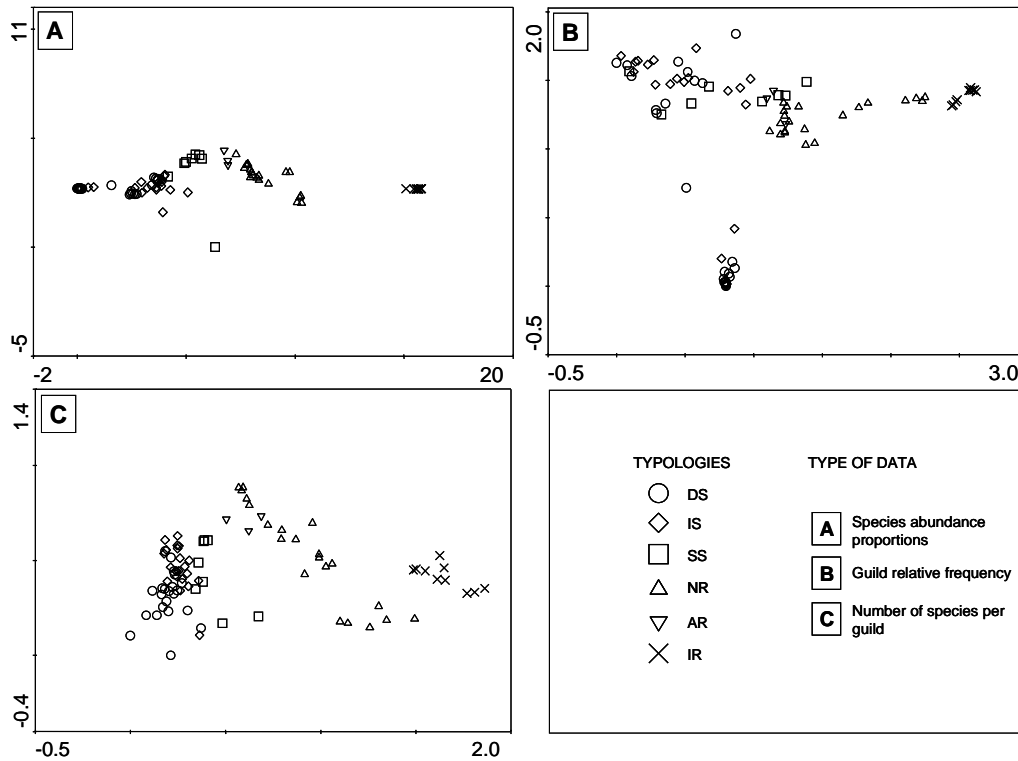 11
A
-5
-2
20
2.0
B
-0.5
-0.5
3.0
1.4
C
-0.4
-0.5
2.0
TYPOLOGIES
DS
IS
SS
NR
AR
IR
TYPE OF DATA
A
Species abundance
proportions
B
Guild relative frequency
C
Number of species per
guild